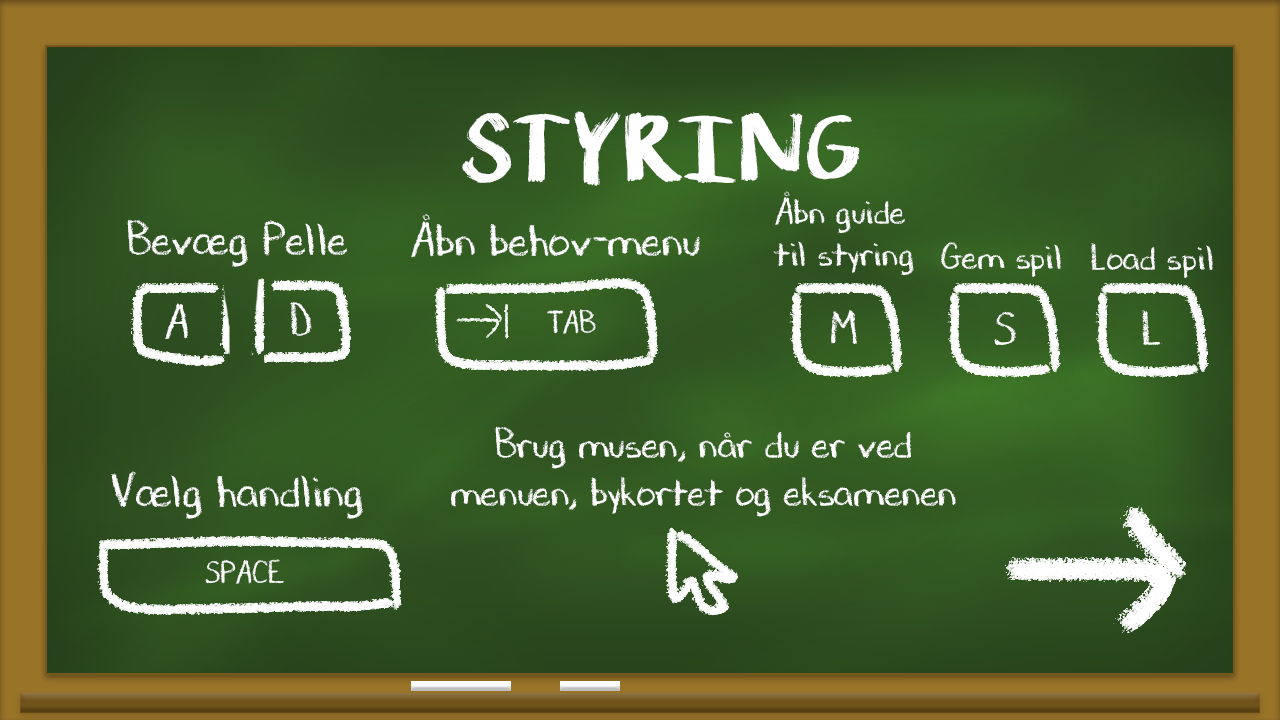 STYRING
Bevæg Pelle
A
D
Åbn behov-menu
TAB
Åbn guide
til styring
M
Gem spil
S
Load spil
L
Vælg handling
SPACE
Brug musen, når du er ved
menuen, bykortet og eksamenen